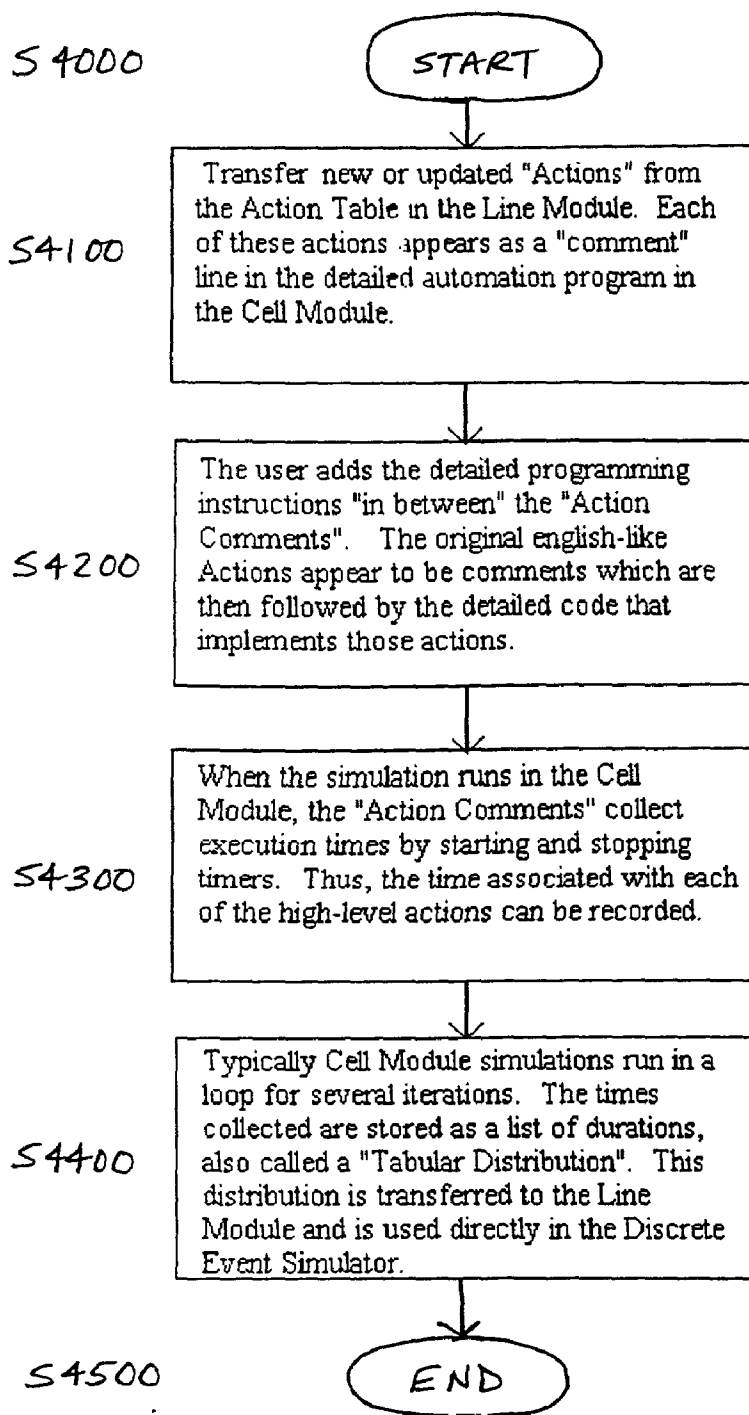 S4000
START
S4100
Transfer new or updated "Actions" from
the Action Table in the Line Module. Each
of these actions appears as a "comment"
line in the detailed automation program in
the Cell Module.
S4200
The user adds the detailed programming
instructions "in between" the "Action
Comments". The original english-like
Actions appear to be comments which are
then followed by the detailed code that
implements those actions.
S4300
When the simulation runs in the Cell
Module, the "Action Comments" collect
execution times by starting and stopping
timers. Thus, the time associated with each
of the high-level actions can be recorded.
S4400
Typically Cell Module simulations run in a
loop for several iterations. The times
collected are stored as a list of durations,
also called a "Tabular Distribution". This
distribution is transferred to the Line
Module and is used directly in the Discrete
Event Simulator.
S4500
END